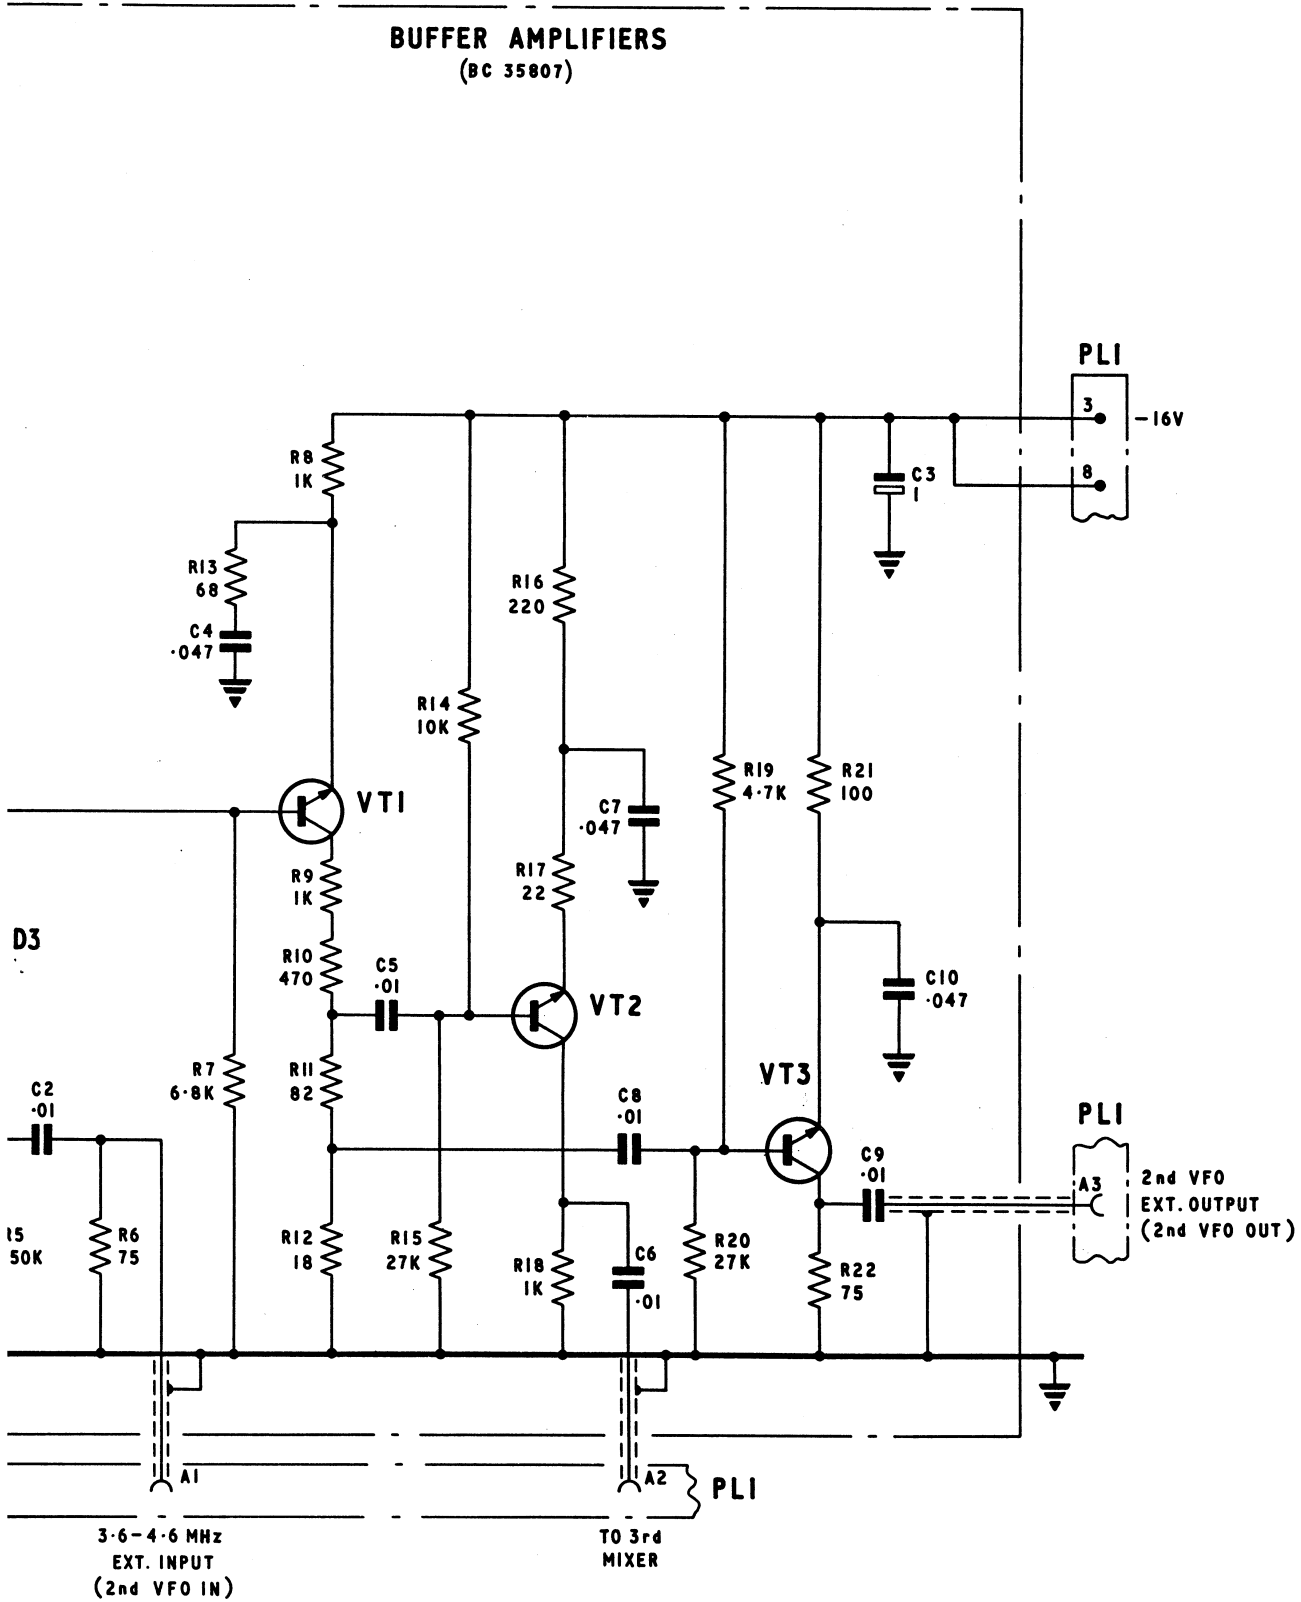 BUFFER AMPLIFIERS
(BC 35807)
PL1
3
-16V
8
C3
1
R8
1K
R13
68
C4
·047
R16
220
R14
10K
R19
4·7K
R21
100
VT1
C7
·047
R17
22
R9
1K
D3
R10
470
C5
·01
VT2
C10
·047
R7
6·8K
R11
82
VT3
C2
·01
C8
·01
PL1
C9
·01
A3
2nd VFO
EXT. OUTPUT
(2nd VFO OUT)
R5
50K
R6
75
R12
18
R15
27K
R18
1K
C6
·01
R20
27K
R22
75
A1
A2
PL1
3·6-4·6 MHz
EXT. INPUT
(2nd VFO IN)
TO 3rd
MIXER